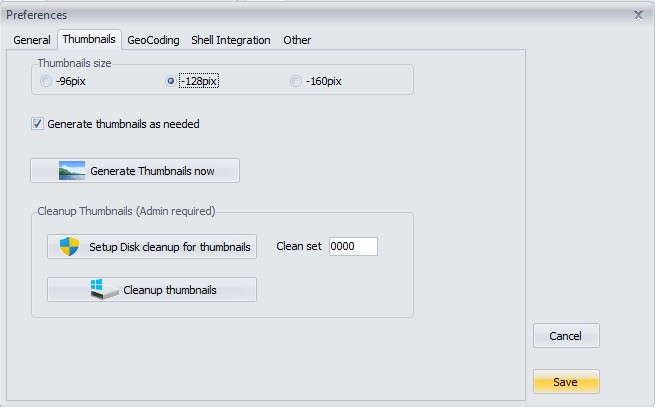 Preferences
General Thumbnails GeoCoding Shell Integration Other
Thumbnails size
-96pix -128pix -160pix
Generate thumbnails as needed
Generate Thumbnails now
Cleanup Thumbnails (Admin required)
Setup Disk cleanup for thumbnails Clean set 0000
Cleanup thumbnails
Cancel
Save